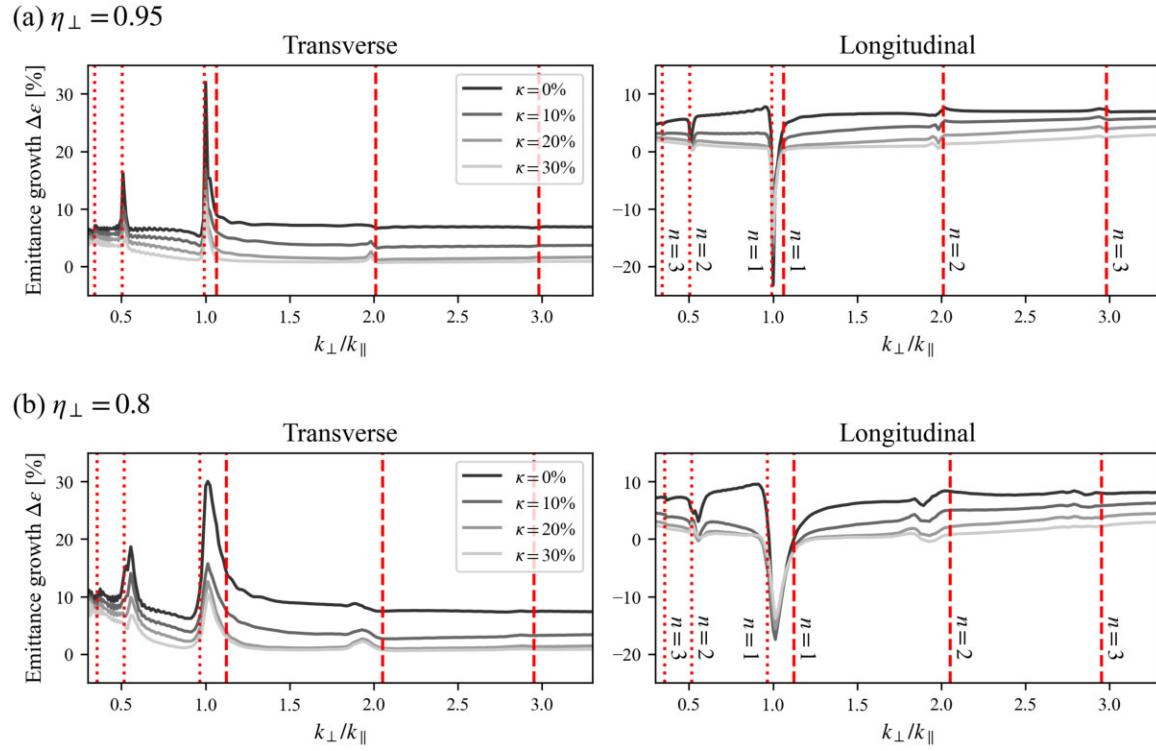 (a) η⊥ = 0.95
Transverse
Longitudinal
Emittance growth Δε [%]
30
20
10
0
κ = 0%
κ = 10%
κ = 20%
κ = 30%
0.5 1.0 1.5 2.0 2.5 3.0
k⊥/k∥
10
0
−10
−20
n = 3
n = 2
n = 1
n = 1
n = 2
n = 3
0.5 1.0 1.5 2.0 2.5 3.0
k⊥/k∥
(b) η⊥ = 0.8
Transverse
Longitudinal
Emittance growth Δε [%]
30
20
10
0
κ = 0%
κ = 10%
κ = 20%
κ = 30%
0.5 1.0 1.5 2.0 2.5 3.0
k⊥/k∥
10
0
−10
−20
n = 3
n = 2
n = 1
n = 1
n = 2
n = 3
0.5 1.0 1.5 2.0 2.5 3.0
k⊥/k∥